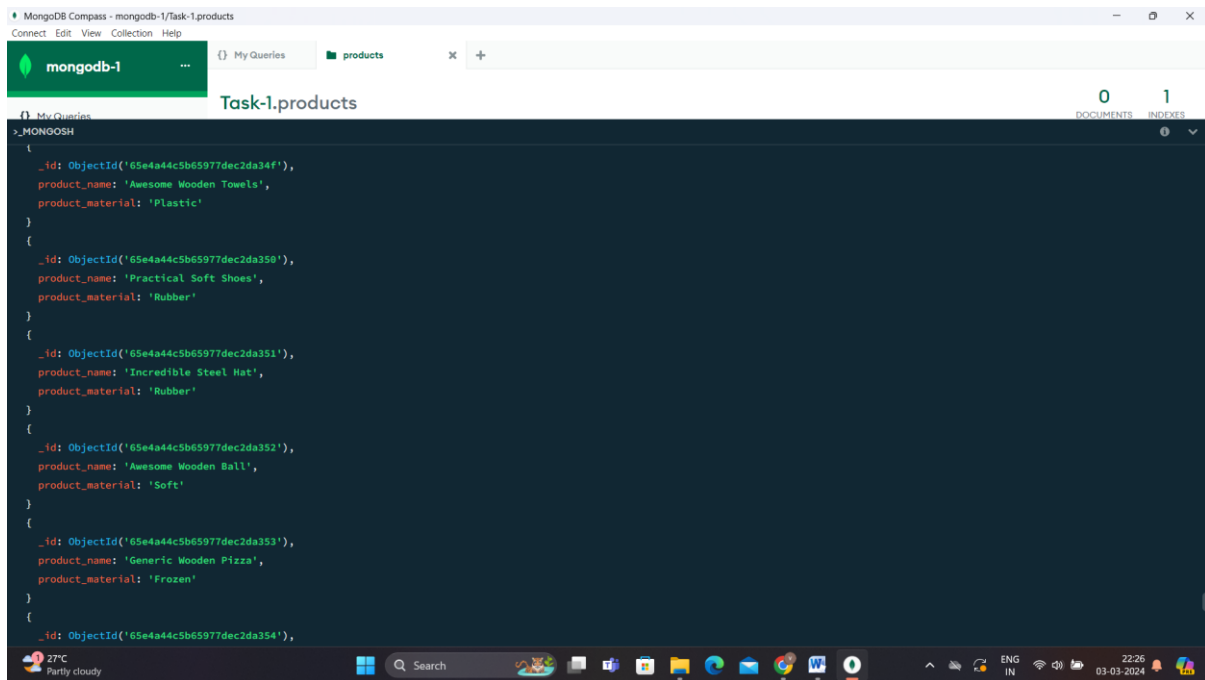 MongoDB Compass - mongodb-1/Task-1.products
Connect Edit View Collection Help
mongodb-1 ...
{} My Queries
products
Task-1.products
0
DOCUMENTS
1
INDEXES
{} My Queries
>_MONGOSH
{
_id: ObjectId('65e4a44c5b65977dec2da34f'),
product_name: 'Awesome Wooden Towels',
product_material: 'Plastic'
}
{
_id: ObjectId('65e4a44c5b65977dec2da350'),
product_name: 'Practical Soft Shoes',
product_material: 'Rubber'
}
{
_id: ObjectId('65e4a44c5b65977dec2da351'),
product_name: 'Incredible Steel Hat',
product_material: 'Rubber'
}
{
_id: ObjectId('65e4a44c5b65977dec2da352'),
product_name: 'Awesome Wooden Ball',
product_material: 'Soft'
}
{
_id: ObjectId('65e4a44c5b65977dec2da353'),
product_name: 'Generic Wooden Pizza',
product_material: 'Frozen'
}
{
_id: ObjectId('65e4a44c5b65977dec2da354'),
1
27°C
Partly cloudy
Search
ENG
IN
22:26
03-03-2024